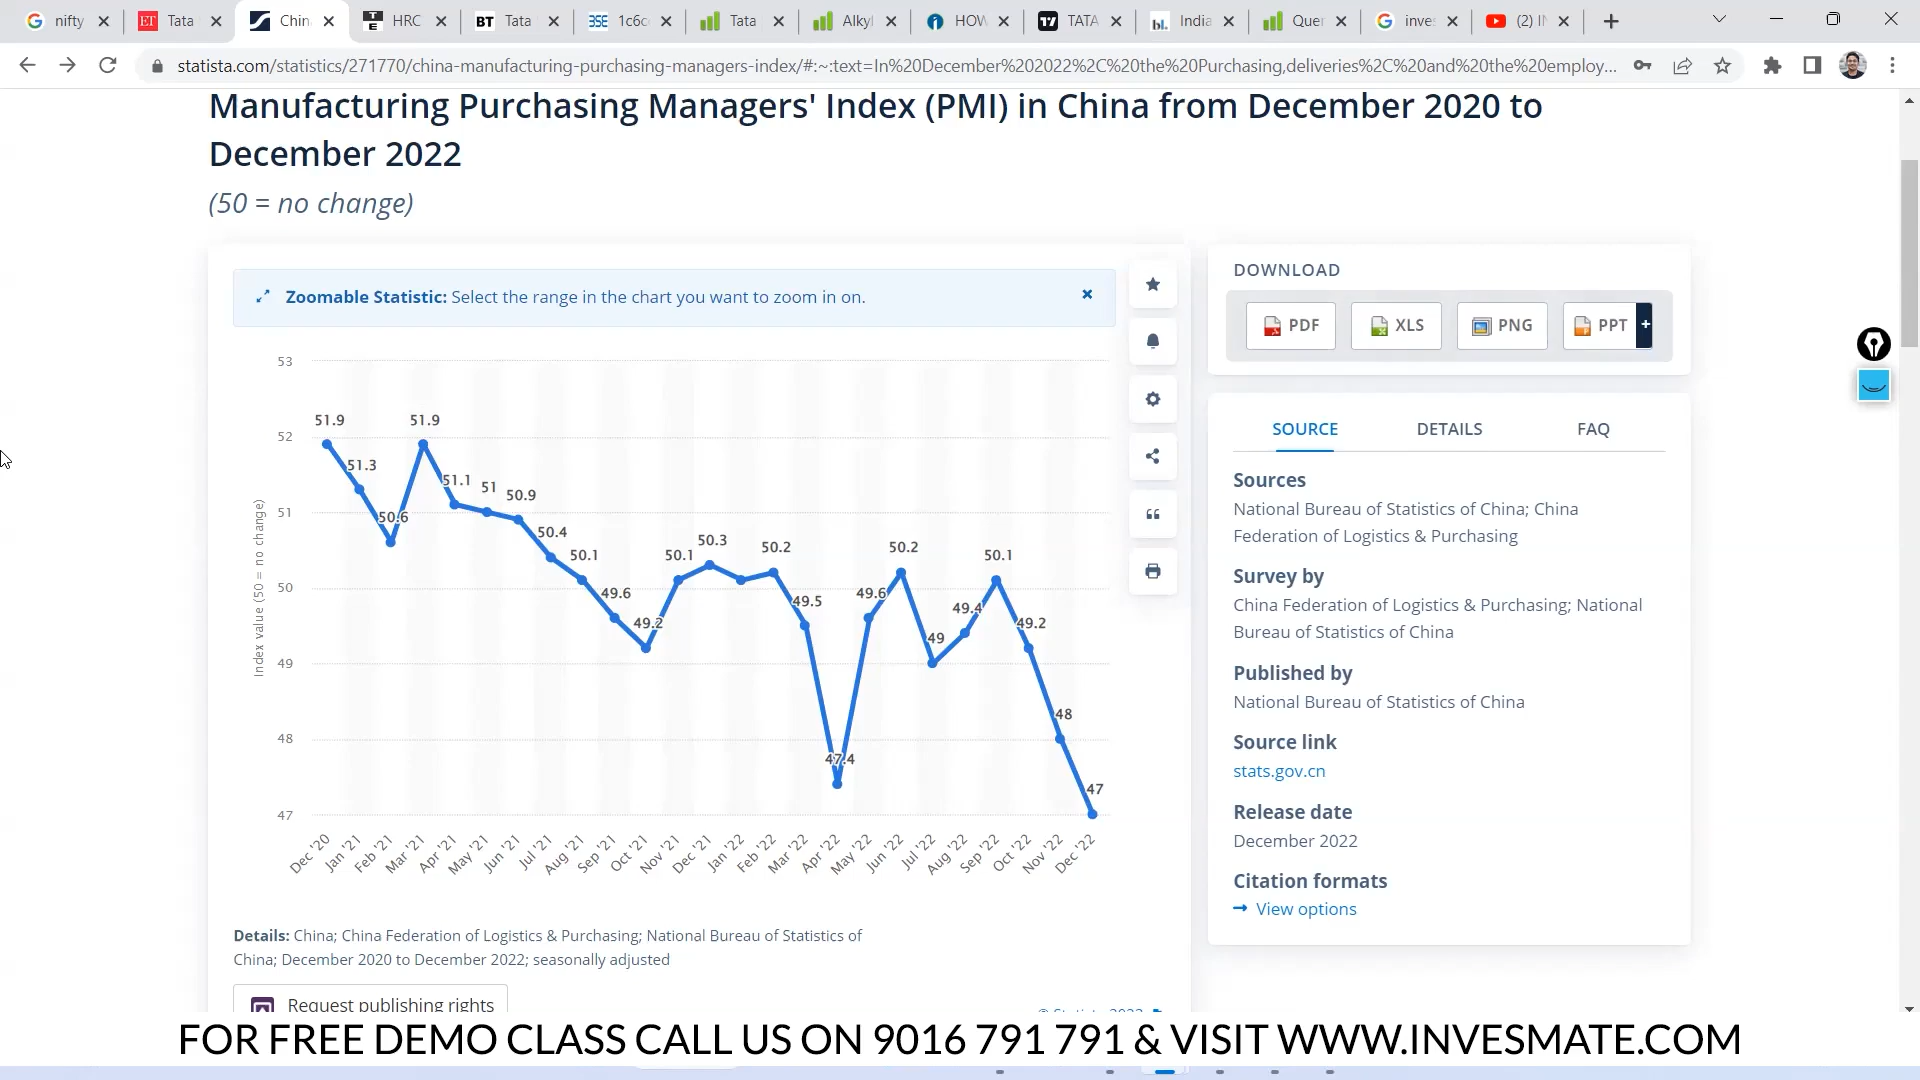 nifty
Tata
Chin
HRC
Tata
1c6c
Tata
Alkyl
HOW
TATA
India
Quer
inves
(2) IN
statista.com/statistics/271770/china-manufacturing-purchasing-managers-index/#:~:text=In%20December%202022%2C%20the%20Purchasing,deliveries%2C%20and%20the%20employ...
Manufacturing Purchasing Managers' Index (PMI) in China from December 2020 to
December 2022
(50 = no change)
Zoomable Statistic: Select the range in the chart you want to zoom in on.
Index value (50 = no change)
53
52
51
50
49
48
47
51.9
51.3
50.6
51.9
51.1
51
50.9
50.4
50.1
49.6
49.2
50.1
50.3
50.2
49.5
47.4
49.6
50.2
49
49.4
50.1
49.2
48
47
Dec '20
Jan '21
Feb '21
Mar '21
Apr '21
May '21
Jun '21
Jul '21
Aug '21
Sep '21
Oct '21
Nov '21
Dec '21
Jan '22
Feb '22
Mar '22
Apr '22
May '22
Jun '22
Jul '22
Aug '22
Sep '22
Oct '22
Nov '22
Dec '22
Details: China; China Federation of Logistics & Purchasing; National Bureau of Statistics of
China; December 2020 to December 2022; seasonally adjusted
Request publishing rights
DOWNLOAD
PDF
XLS
PNG
PPT
+
SOURCE
DETAILS
FAQ
Sources
National Bureau of Statistics of China; China
Federation of Logistics & Purchasing
Survey by
China Federation of Logistics & Purchasing; National
Bureau of Statistics of China
Published by
National Bureau of Statistics of China
Source link
stats.gov.cn
Release date
December 2022
Citation formats
View options
FOR FREE DEMO CLASS CALL US ON 9016 791 791 & VISIT WWW.INVESMATE.COM